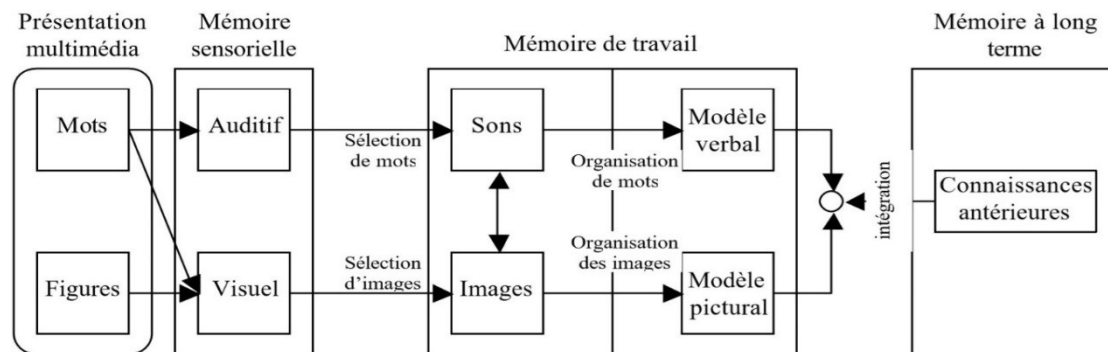 Présentation
multimédia
Mémoire
sensorielle
Mémoire de travail
Mémoire à long
terme
Mots
Auditif
Sélection
de mots
Sons
Organisation
de mots
Modèle
verbal
intégration
Connaissances
antérieures
Figures
Visuel
Sélection
d'images
Images
Organisation
des images
Modèle
pictural